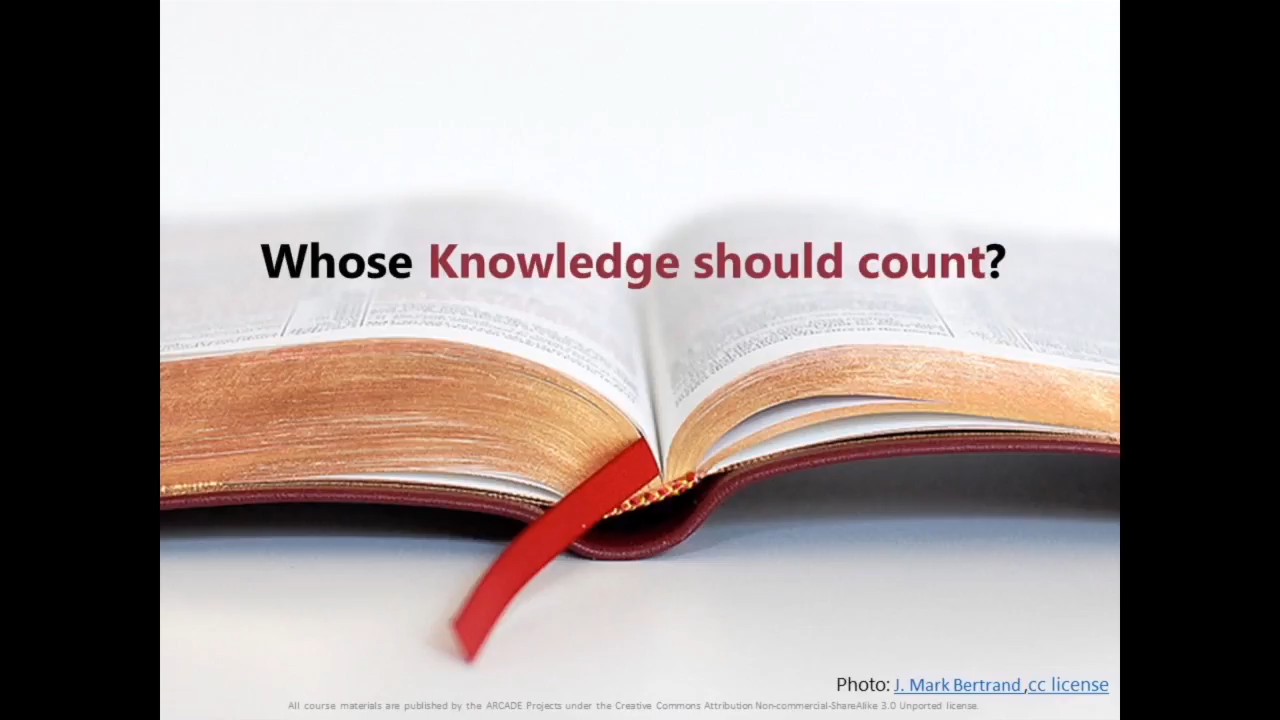 Whose Knowledge should count?
Photo: J. Mark Bertrand ,cc license
All course materials are published by the ARCADE Projects under the Creative Commons Attribution Non-commercial-ShareAlike 3.0 Unported license.